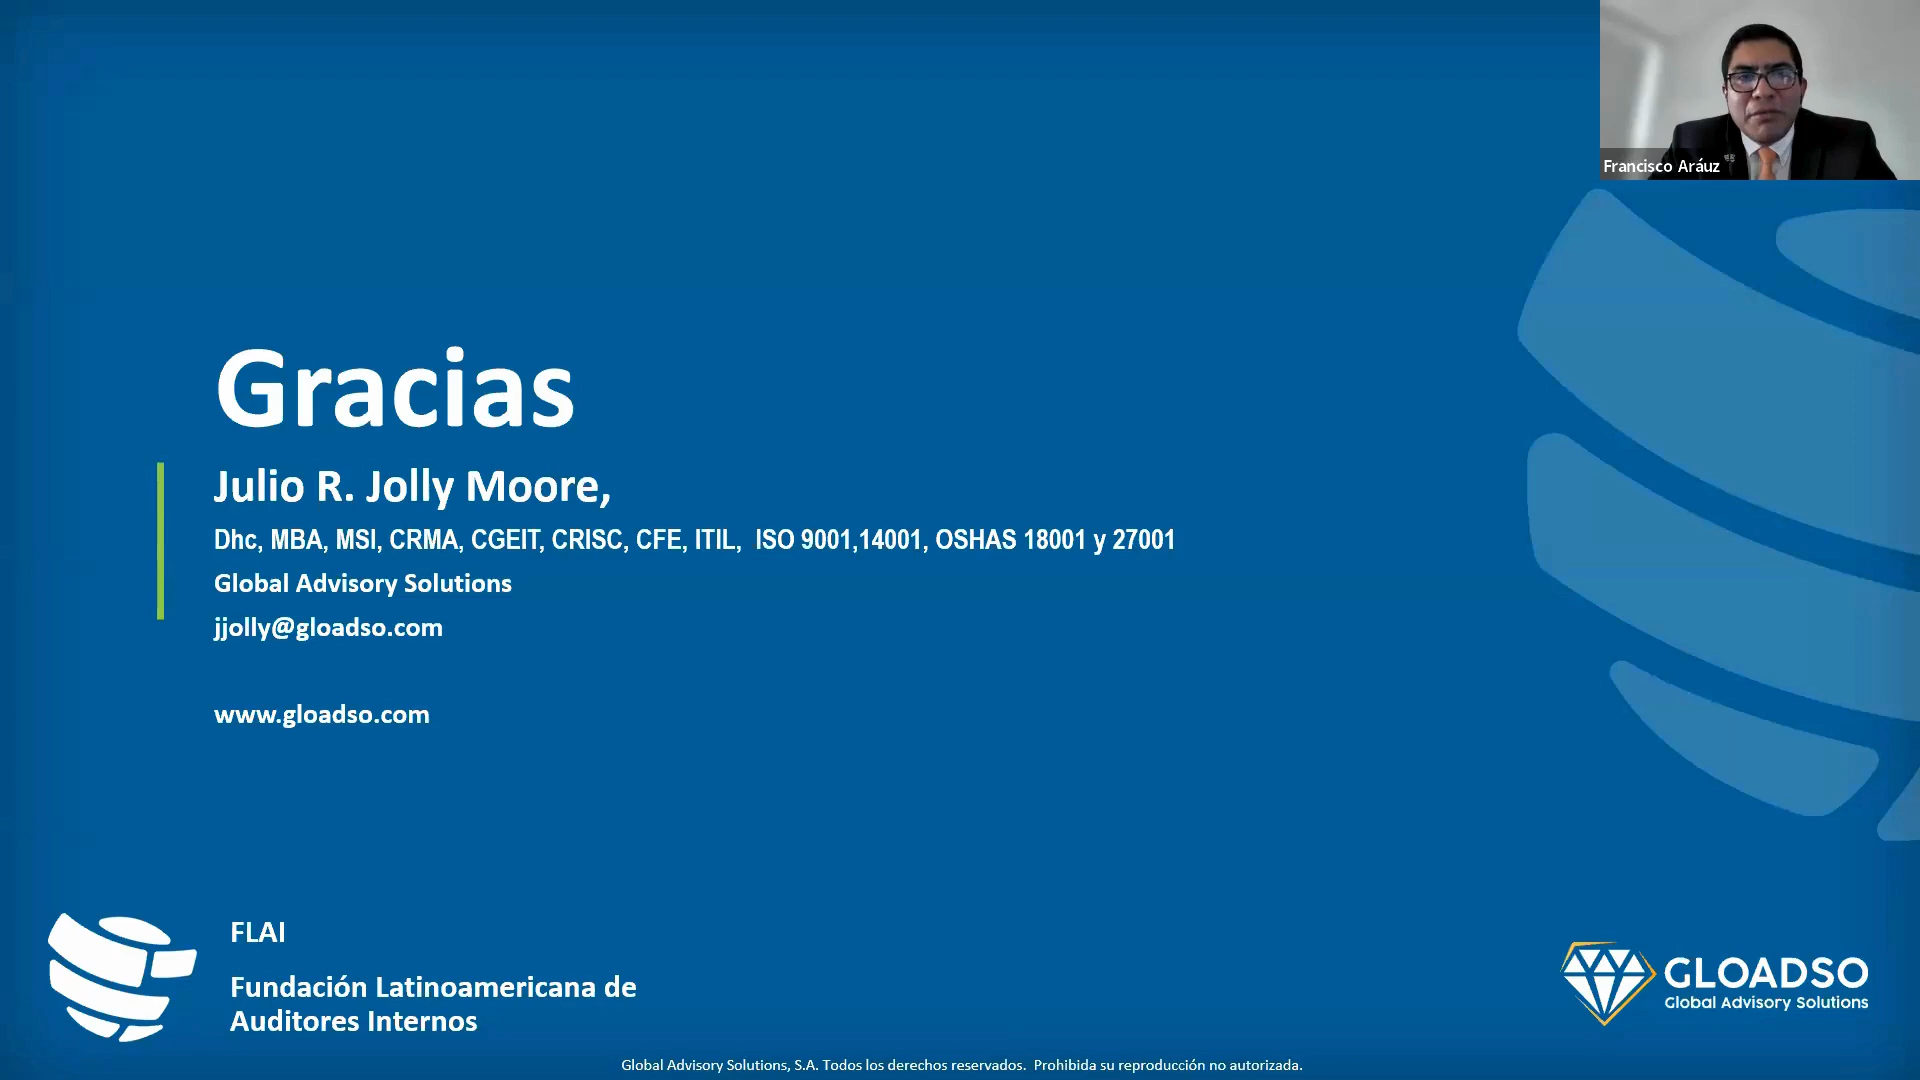 Francisco Aráuz
Gracias
Julio R. Jolly Moore,
Dhc, MBA, MSI, CRMA, CGEIT, CRISC, CFE, ITIL,  ISO 9001,14001, OSHAS 18001 y 27001
Global Advisory Solutions
jjolly@gloadso.com
www.gloadso.com
FLAI
Fundación Latinoamericana de
Auditores Internos
GLOADSO
Global Advisory Solutions
Global Advisory Solutions, S.A. Todos los derechos reservados.  Prohibida su reproducción no autorizada.